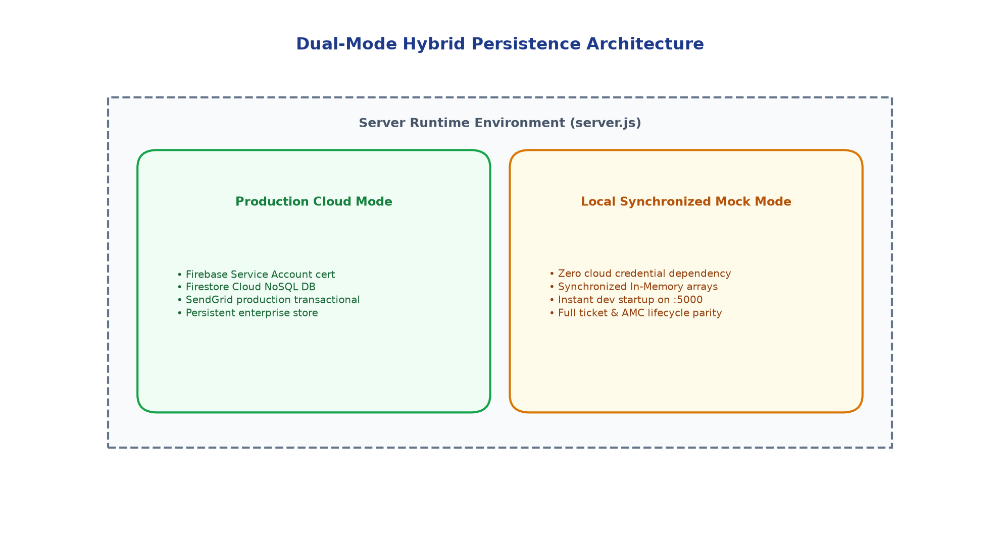 Dual-Mode Hybrid Persistence Architecture
Server Runtime Environment (server.js)
Production Cloud Mode
• Firebase Service Account cert
• Firestore Cloud NoSQL DB
• SendGrid production transactional
• Persistent enterprise store
Local Synchronized Mock Mode
• Zero cloud credential dependency
• Synchronized In-Memory arrays
• Instant dev startup on :5000
• Full ticket & AMC lifecycle parity